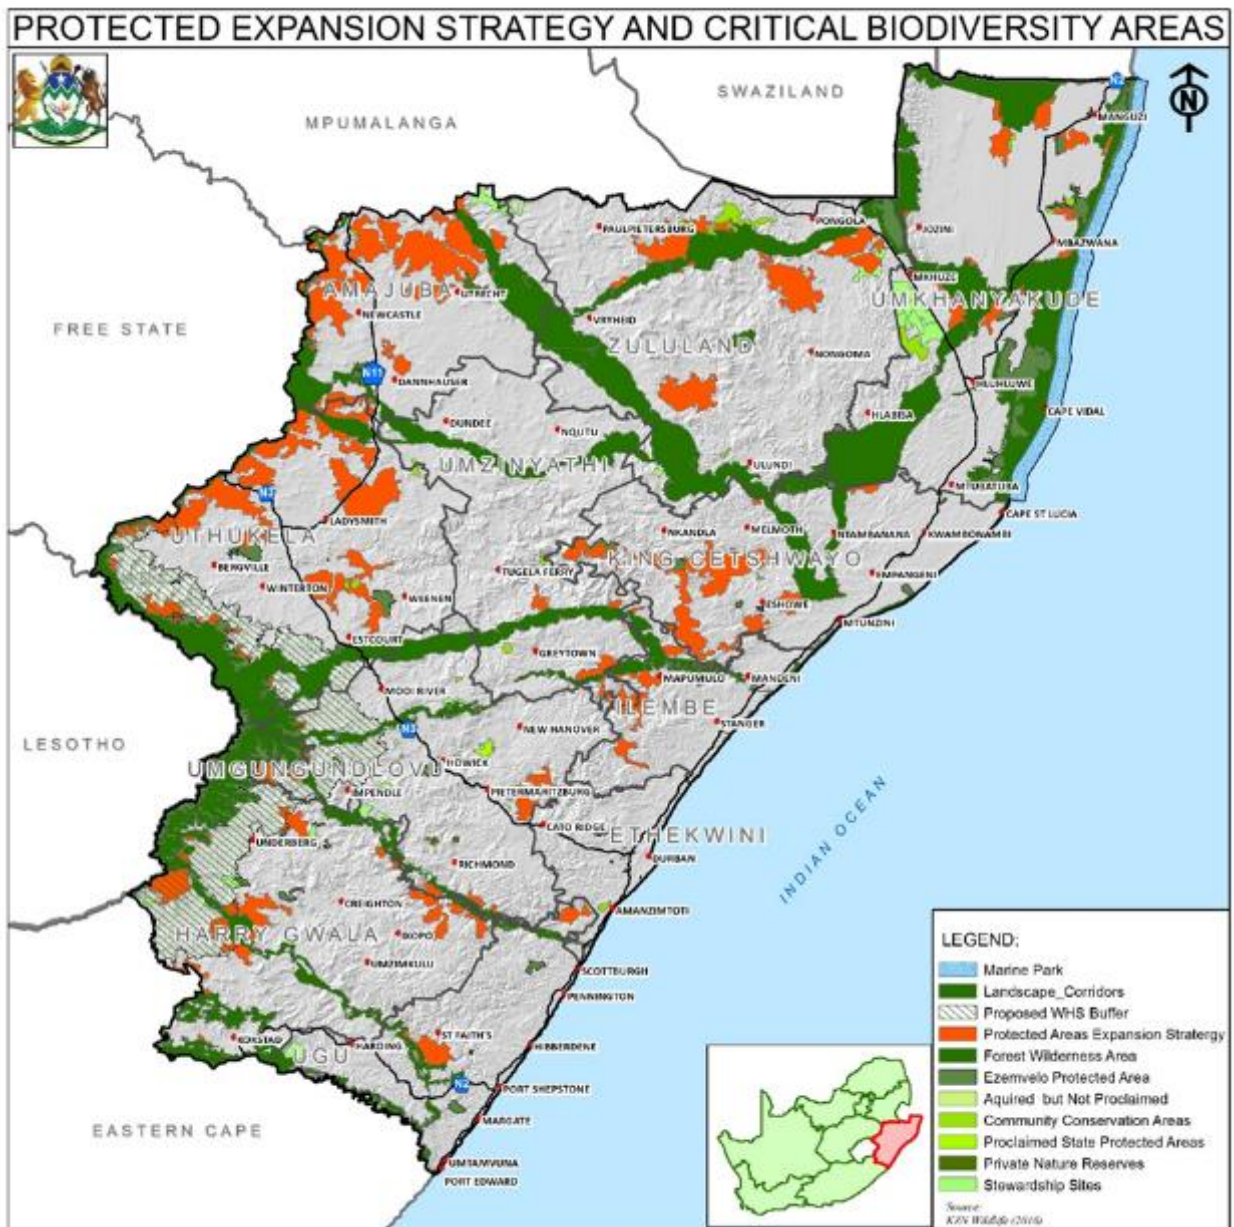 PROTECTED EXPANSION STRATEGY AND CRITICAL BIODIVERSITY AREAS
SWAZILAND
MPUMALANGA
N
N2
MANGUZI
PAULPIETERSBURG
PONGOLA
JOZINI
MBAZWANA
MKHUZE
AMAJUBA
UTRECHT
UMKHANYAKUDE
FREE STATE
NEWCASTLE
VRYHEID
ZULULAND
NONGOMA
N11
DANNHAUSER
HLUHLUWE
HLABISA
CAPE VIDAL
DUNDEE
NQUTU
UMZINYATHI
ULUNDI
MTUBATUBA
N3
LADYSMITH
CAPE ST LUCIA
UTHUKELA
NKANDLA
MELMOTH
NTAMBANANA
KWAMBONAMBI
KING CETSHWAYO
BERGVILLE
TUGELA FERRY
EMPANGENI
WINTERTON
WEENEN
ESHOWE
MTUNZINI
ESTCOURT
GREYTOWN
MAPUMULO
MANDENI
MOOI RIVER
ILEMBE
STANGER
N3
NEW HANOVER
LESOTHO
HOWICK
UMGUNGUNDLOVU
IMPENDLE
PIETERMARITZBURG
CATO RIDGE
ETHEKWINI
INDIAN OCEAN
UNDERBERG
DURBAN
RICHMOND
CREIGHTON
AMANZIMTOTI
HARRY GWALA
IXOPO
UMZIMKULU
SCOTTBURGH
PENNINGTON
ST FAITH'S
KOKSTAD
HARDING
HIBBERDENE
UGU
N2
PORT SHEPSTONE
MARGATE
EASTERN CAPE
UMTAMVUNA
PORT EDWARD
LEGEND:
Marine Park
Landscape_Corridors
Proposed WHS Buffer
Protected Areas Expansion Stratergy
Forest Wilderness Area
Ezemvelo Protected Area
Aquired but Not Proclaimed
Community Conservation Areas
Proclaimed State Protected Areas
Private Nature Reserves
Stewardship Sites
Source:
KZN Wildlife (2010)